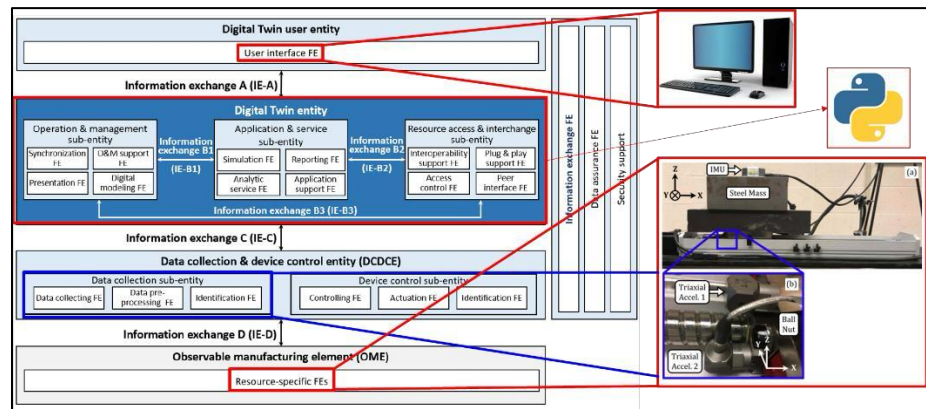 Digital Twin user entity
User interface FE
Information exchange A (IE-A)
Digital Twin entity
Operation & management
sub-entity
Synchronization
FE
O&M support
FE
Presentation FE
Digital
modeling FE
Information
exchange B1
(IE-B1)
Application & service
sub-entity
Simulation FE
Reporting FE
Analytic
service FE
Application
support FE
Information
exchange B2
(IE-B2)
Resource access &
interchange sub-entity
Interoperability
support FE
Plug & play
support FE
Access
control FE
Peer
interface FE
Information exchange B3 (IE-B3)
Information exchange C (IE-C)
Data collection & device control entity (DCDCE)
Data collection sub-entity
Data collecting FE
Data pre-
processing FE
Identification FE
Device control sub-entity
Controlling FE
Actuation FE
Identification FE
Information exchange D (IE-D)
Observable manufacturing element (OME)
Resource-specific FEs
Information exchange FE
Data assurance FE
Security support
(a)
Z
Y
X
IMU
Steel Mass
(b)
Triaxial
Accel. 1
Ball
Nut
Triaxial
Accel. 2
Z
Y
X